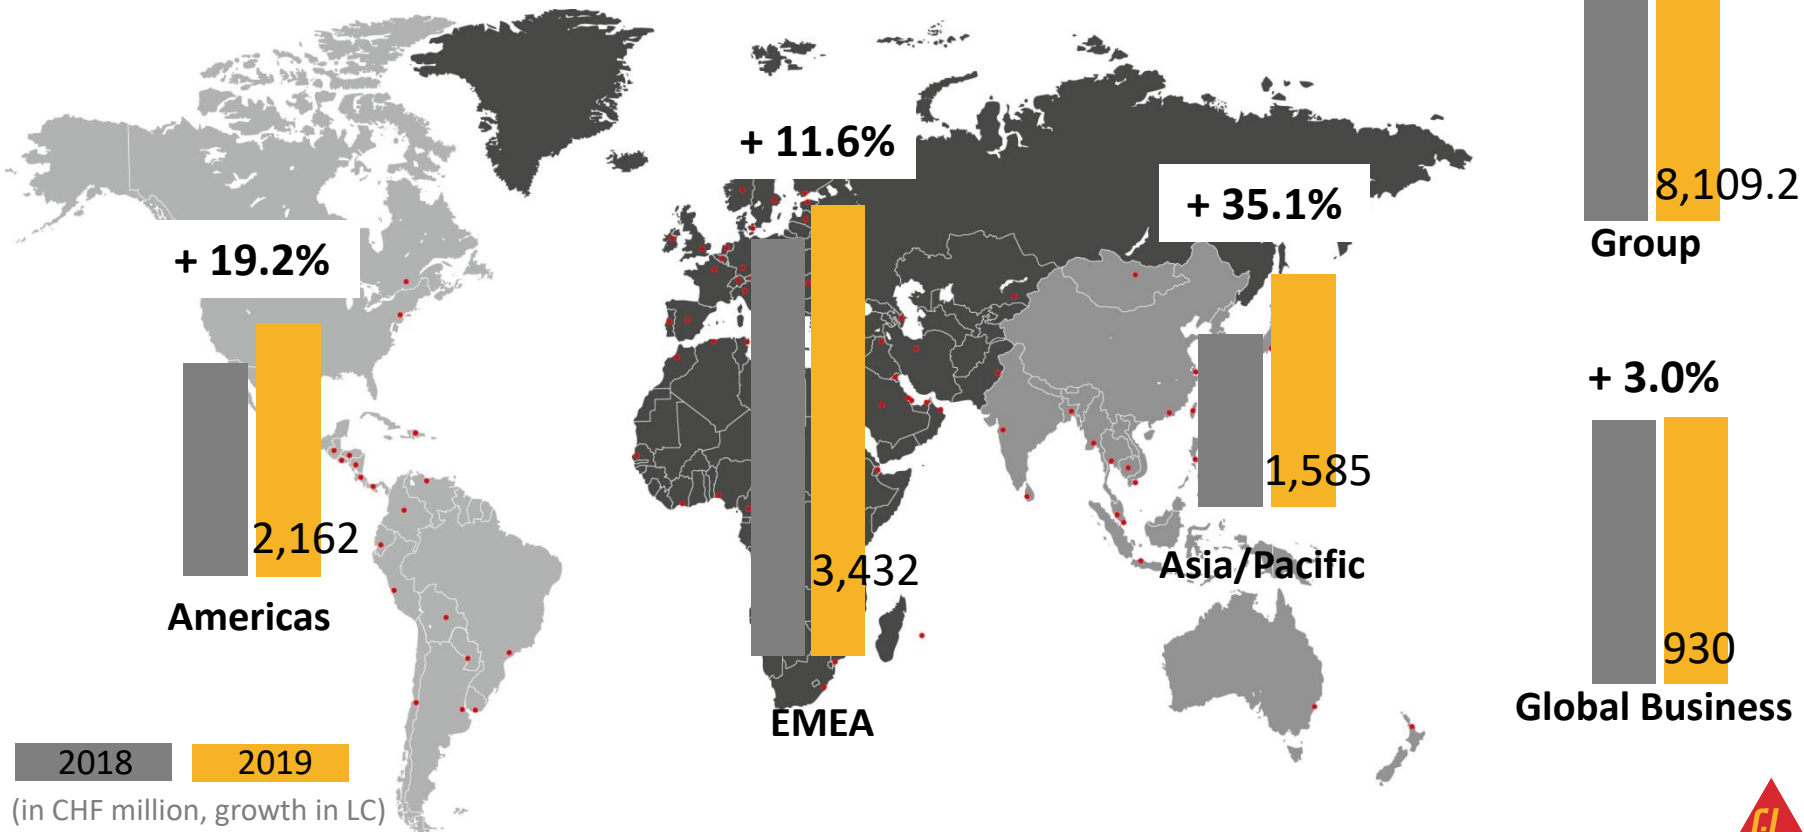 + 11.6%
+ 35.1%
8,109.2
Group
+ 19.2%
+ 3.0%
1,585
2,162
3,432
Asia/Pacific
Americas
930
EMEA
Global Business
2018
2019
(in CHF million, growth in LC)